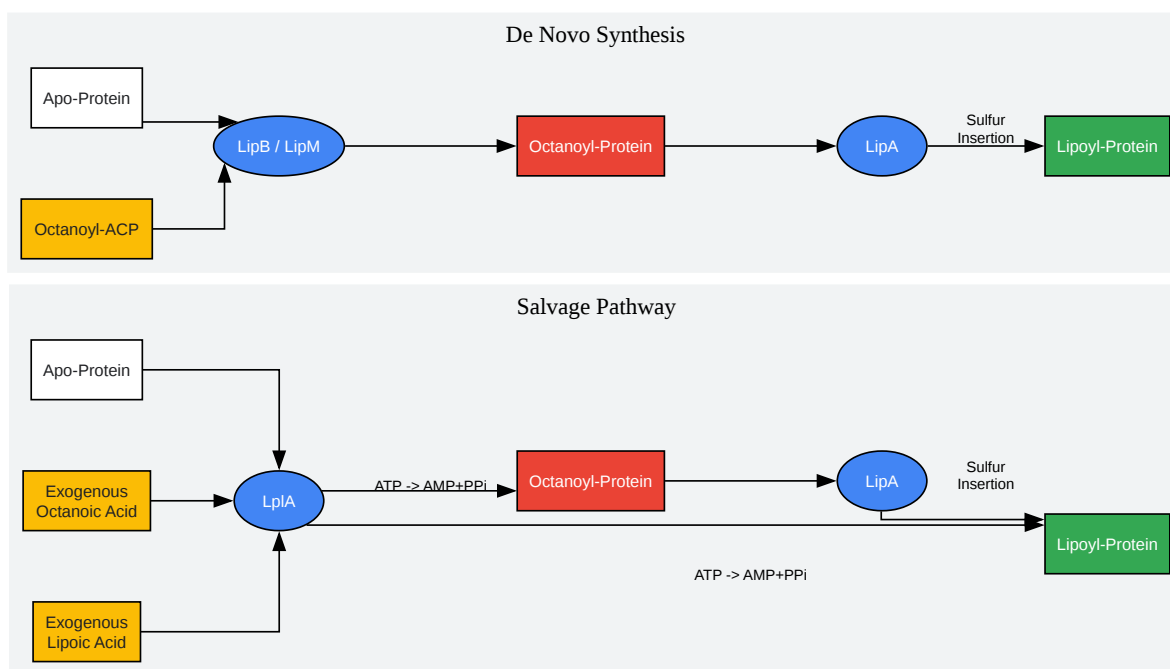 De Novo Synthesis
Apo-Protein
LipB / LipM
Octanoyl-Protein
LipA
Sulfur
Insertion
Lipoyl-Protein
Octanoyl-ACP
Salvage Pathway
Apo-Protein
Exogenous
Octanoic Acid
LplA
ATP -> AMP+PPi
Octanoyl-Protein
LipA
Sulfur
Insertion
Lipoyl-Protein
ATP -> AMP+PPi
Exogenous
Lipoic Acid